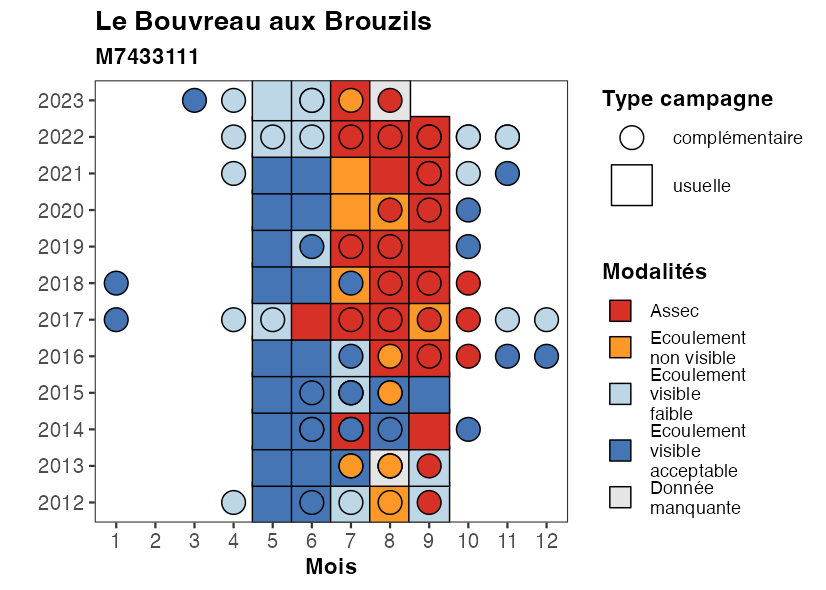 Le Bouvreau aux Brouzils
M7433111
2023
2022
2021
2020
2019
2018
2017
2016
2015
2014
2013
2012
1 2 3 4 5 6 7 8 9 10 11 12
Mois
Type campagne
complémentaire
usuelle
Modalités
Assec
Ecoulement
non visible
Ecoulement
visible
faible
Ecoulement
visible
acceptable
Donnée
manquante